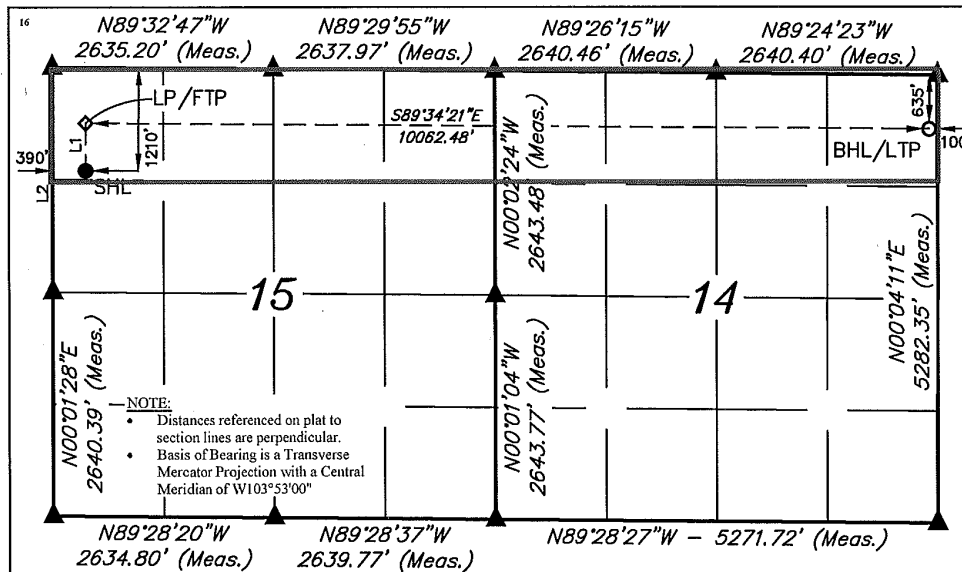 16
N89°32'47"W
2635.20' (Meas.)
N89°29'55"W
2637.97' (Meas.)
N89°26'15"W
2640.46' (Meas.)
N89°24'23"W
2640.40' (Meas.)
LP/FTP
L1
1210'
390'
L2
SHL
S89°34'21"E
10062.48'
N00°02'24"W
2643.48' (Meas.)
635'
100
BHL/LTP
15
14
N00°04'11"E
5282.35' (Meas.)
N00°01'28"E
2640.39' (Meas.)
N00°01'04"W
2643.77' (Meas.)
NOTE:
• Distances referenced on plat to
section lines are perpendicular.
• Basis of Bearing is a Transverse
Mercator Projection with a Central
Meridian of W103°53'00"
N89°28'20"W
2634.80' (Meas.)
N89°28'37"W
2639.77' (Meas.)
N89°28'27"W – 5271.72' (Meas.)